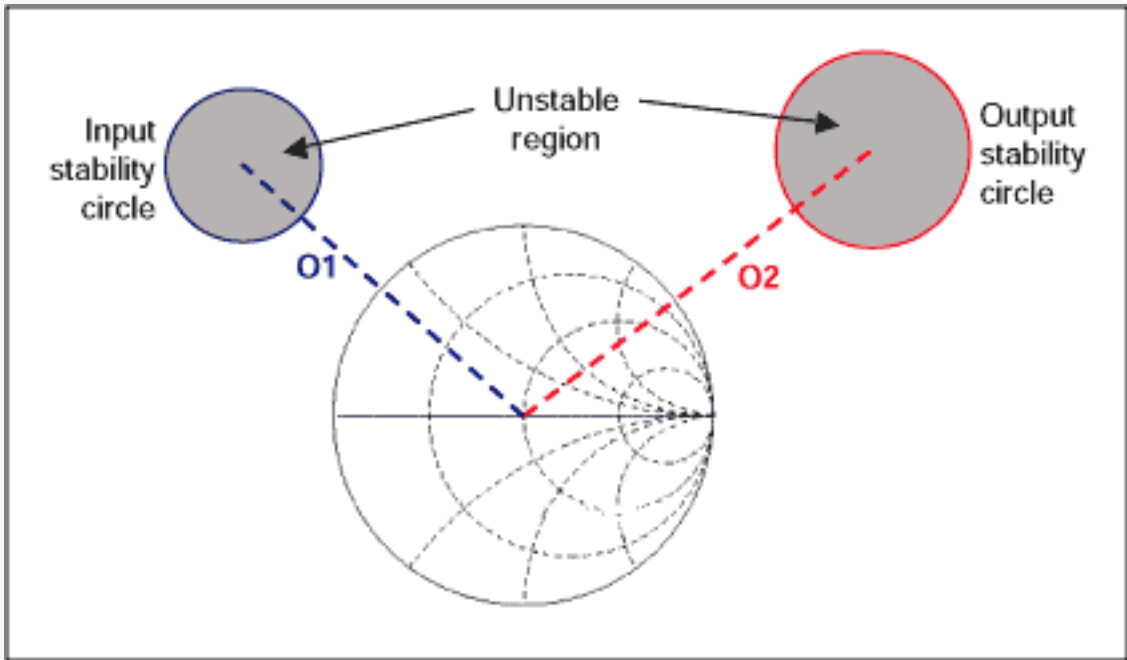 Input
stability
circle
Unstable
region
Output
stability
circle
O1
O2